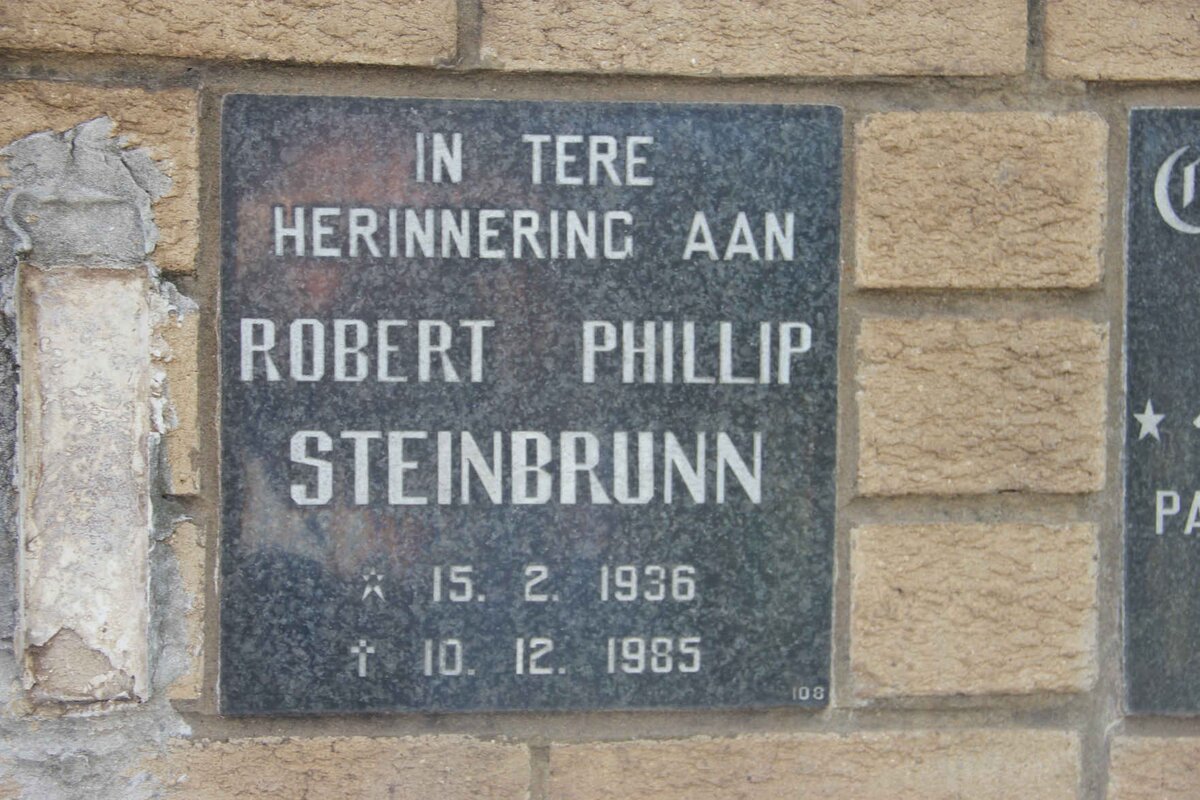 IN TERE
HERINNERING AAN
ROBERT PHILLIP
STEINBRUNN
☆ 15. 2. 1936
† 10. 12. 1985
108
★